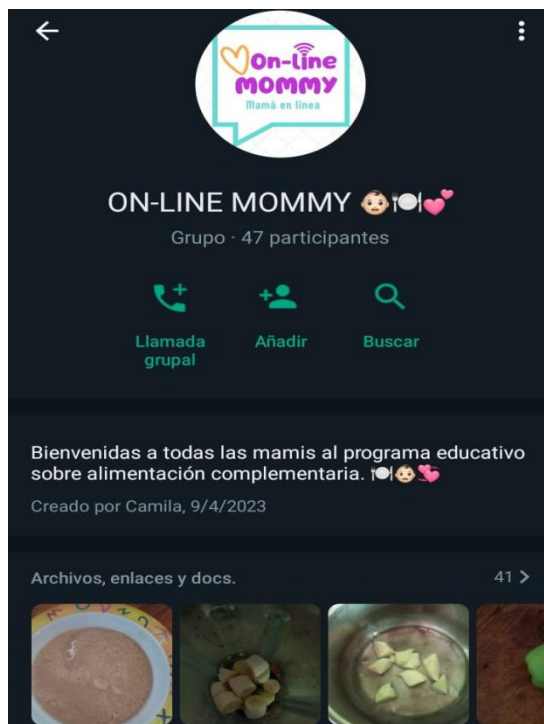 On-line
MOMMY
Mamá en línea
ON-LINE MOMMY 👶🏻🍽️💕
Grupo · 47 participantes
Llamada grupal
Añadir
Buscar
Bienvenidas a todas las mamis al programa educativo
sobre alimentación complementaria. 🍽️👶🏻💞
Creado por Camila, 9/4/2023
Archivos, enlaces y docs.
41